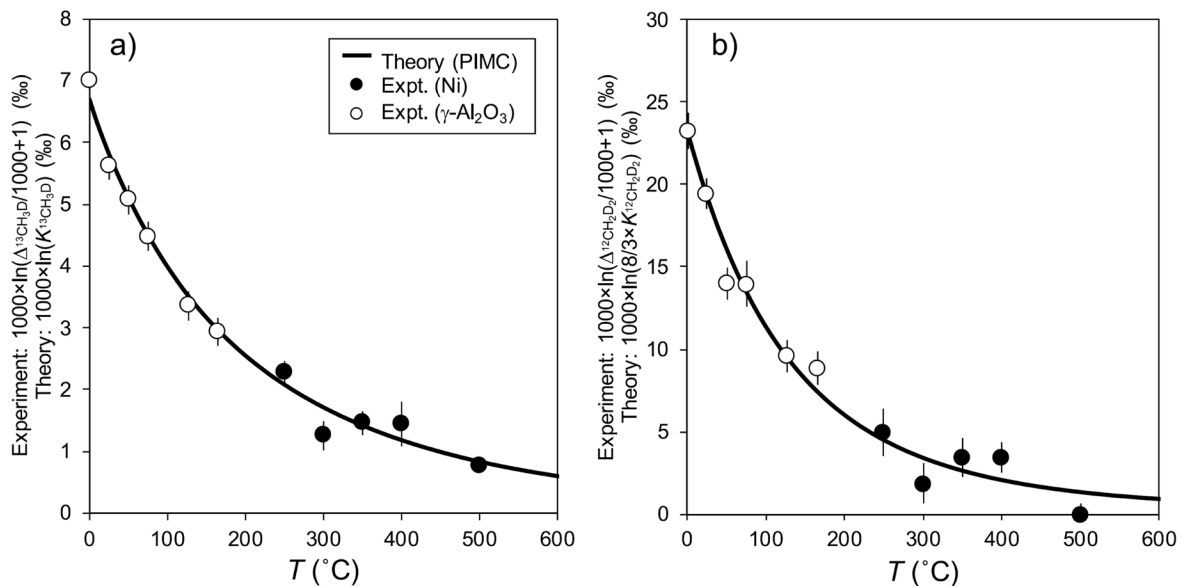 a)
Theory (PIMC)
Expt. (Ni)
Expt. (γ-Al₂O₃)
Experiment: 1000×ln(Δ¹³CH₃D/1000+1) (‰)
Theory: 1000×ln(K¹³CH₃D) (‰)
8
7
6
5
4
3
2
1
0
0 100 200 300 400 500 600
T (˚C)
b)
Experiment: 1000×ln(Δ¹²CH₂D₂/1000+1) (‰)
Theory: 1000×ln(8/3×K¹²CH₂D₂) (‰)
30
25
20
15
10
5
0
0 100 200 300 400 500 600
T (˚C)